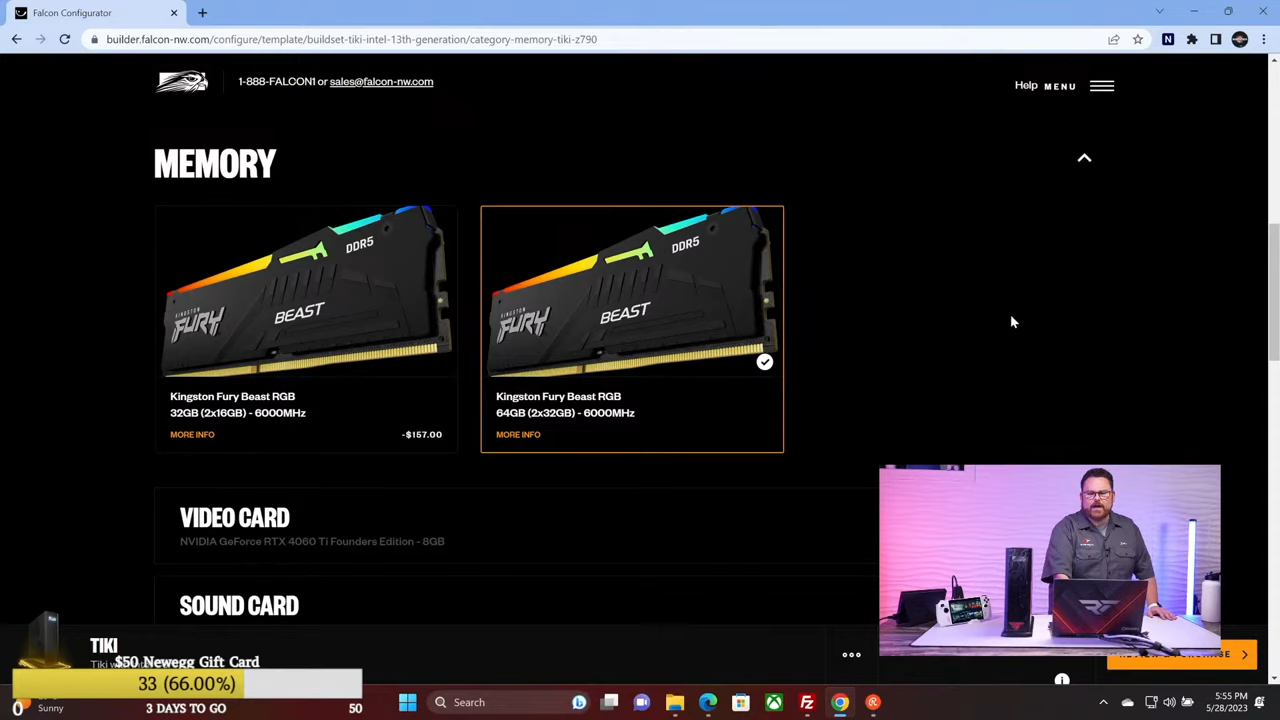 Falcon Configurator
builder.falcon-nw.com/configure/template/buildset-tiki-intel-13th-generation/category-memory-tiki-z790
1-888-FALCON1 or sales@falcon-nw.com
Help MENU
MEMORY
DDR5
KINGSTON
FURY
BEAST
DDR5
KINGSTON
FURY
BEAST
Kingston Fury Beast RGB
32GB (2x16GB) - 6000MHz
MORE INFO
-$157.00
Kingston Fury Beast RGB
64GB (2x32GB) - 6000MHz
MORE INFO
VIDEO CARD
NVIDIA GeForce RTX 4060 Ti Founders Edition - 8GB
SOUND CARD
TIKI
Tiki
$50 Newegg Gift Card
33 (66.00%)
0
3 DAYS TO GO
50
Sunny
Search
5:55 PM
5/28/2023